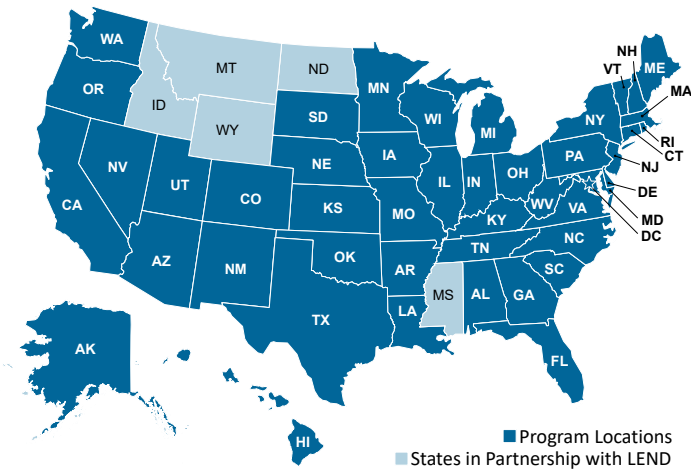 WA
NH
VT
ME
MT
ND
MN
MA
OR
ID
SD
WI
NY
WY
MI
RI
CT
NE
IA
PA
NJ
NV
OH
IL
IN
DE
UT
CO
WV
VA
CA
KS
MO
KY
MD
DC
NC
TN
OK
AZ
NM
AR
SC
MS
AL
GA
LA
TX
AK
FL
HI
Program Locations
States in Partnership with LEND